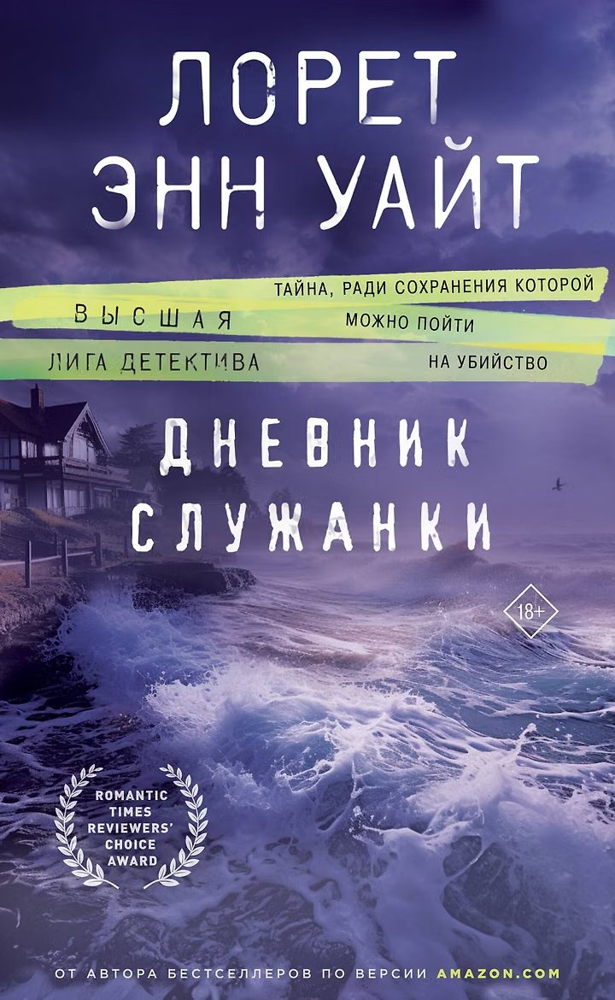 ЛОРЕТ
ЭНН УАЙТ
ВЫСШАЯ
ЛИГА ДЕТЕКТИВА
ТАЙНА, РАДИ СОХРАНЕНИЯ КОТОРОЙ
МОЖНО ПОЙТИ
НА УБИЙСТВО
ДНЕВНИК
СЛУЖАНКИ
18+
ROMANTIC
TIMES
REVIEWERS’
CHOICE
AWARD
ОТ АВТОРА БЕСТСЕЛЛЕРОВ ПО ВЕРСИИ AMAZON.COM